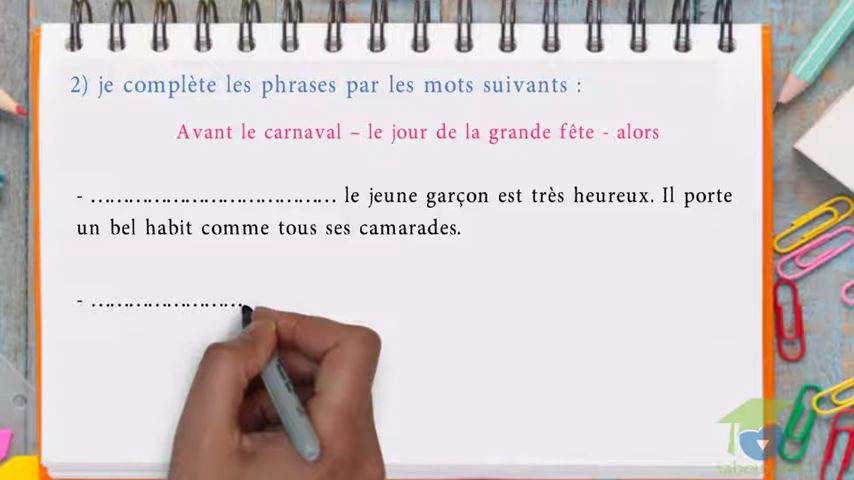 2) je complète les phrases par les mots suivants :
Avant le carnaval – le jour de la grande fête - alors
- ………………………………… le jeune garçon est très heureux. Il porte
un bel habit comme tous ses camarades.
- ……………………